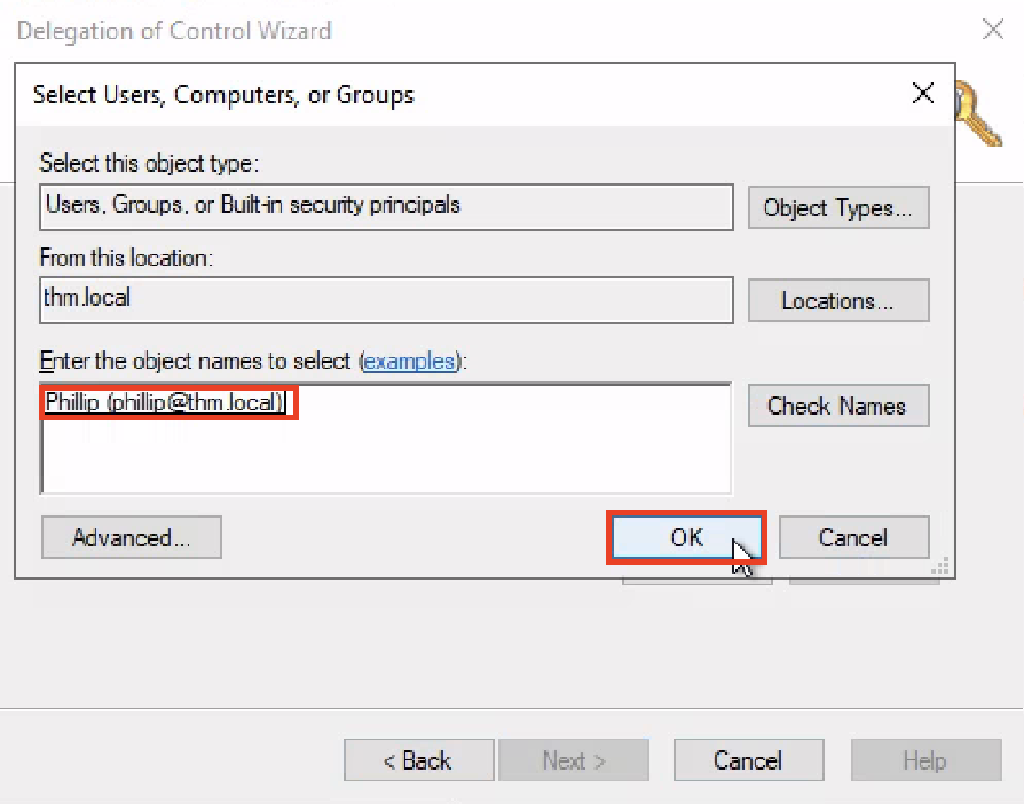 Delegation of Control Wizard
Select Users, Computers, or Groups
Select this object type:
Users, Groups, or Built-in security principals
Object Types...
From this location:
thm.local
Locations...
Enter the object names to select (examples):
Phillip (phillip@thm.local)
Check Names
Advanced...
OK
Cancel
< Back
Next >
Cancel
Help